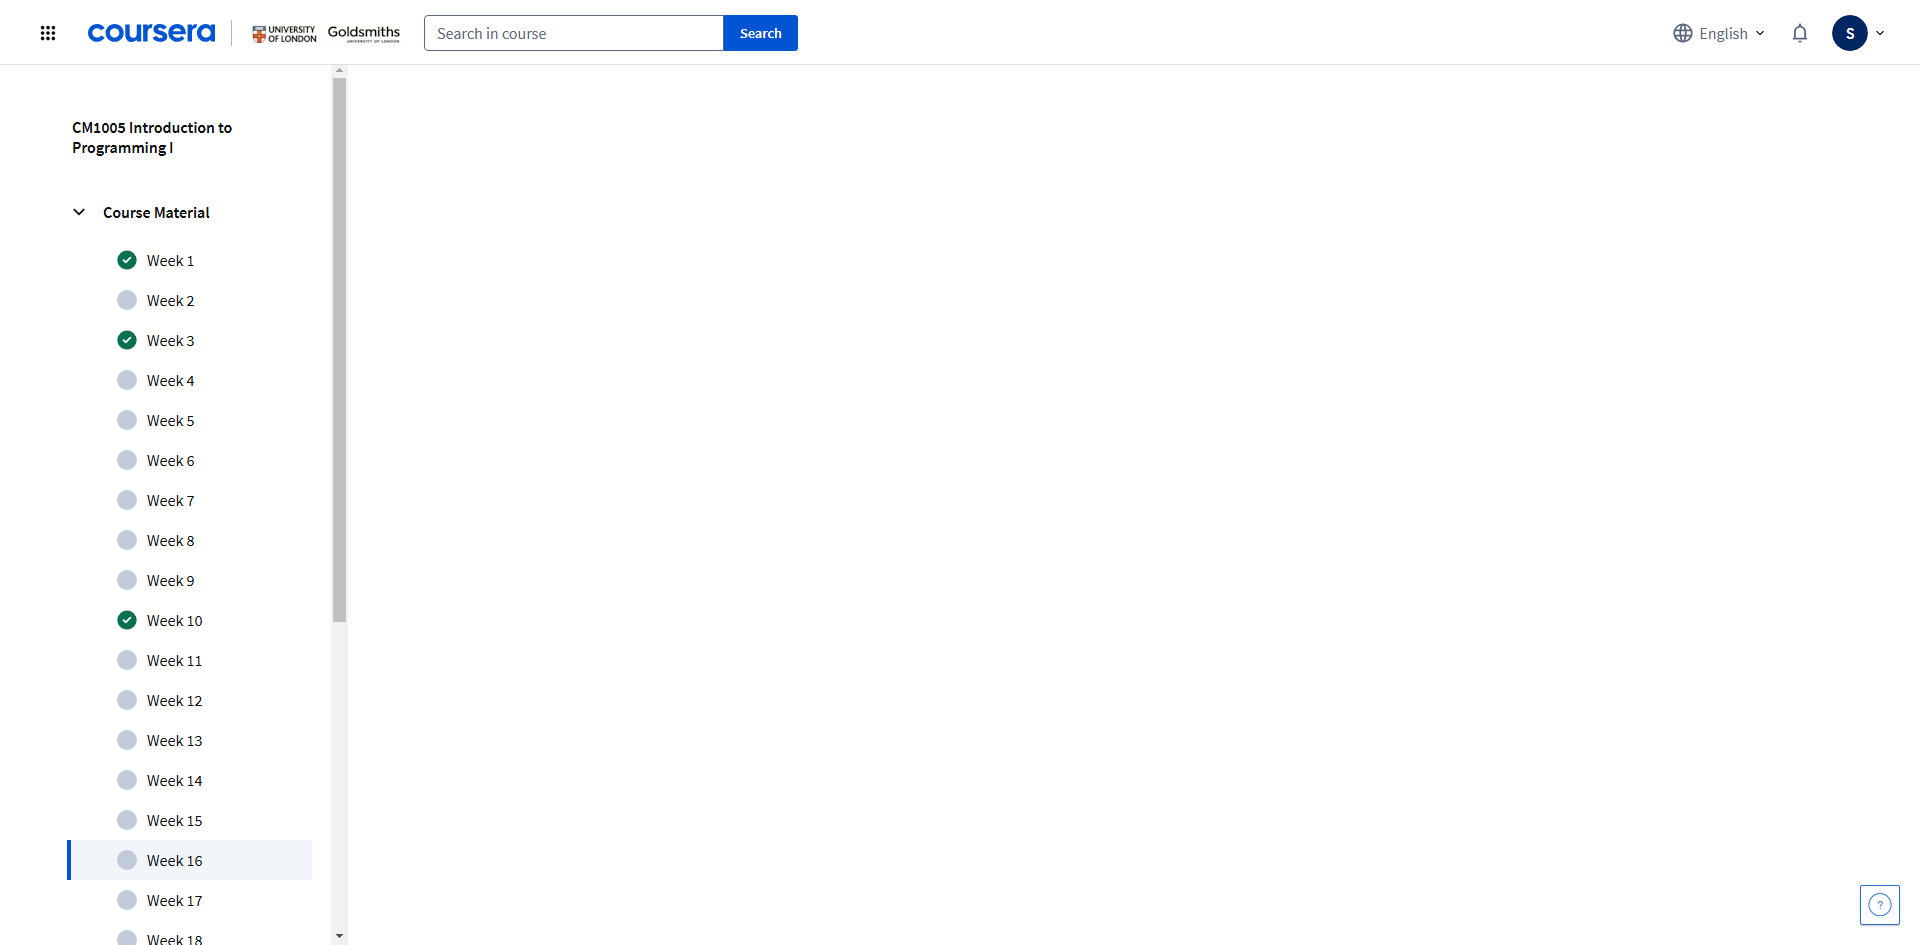 coursera
UNIVERSITY
OF LONDON
Goldsmiths
UNIVERSITY OF LONDON
Search in course
Search
English
S
CM1005 Introduction to
Programming I
Course Material
Week 1
Week 2
Week 3
Week 4
Week 5
Week 6
Week 7
Week 8
Week 9
Week 10
Week 11
Week 12
Week 13
Week 14
Week 15
Week 16
Week 17
Week 18
?